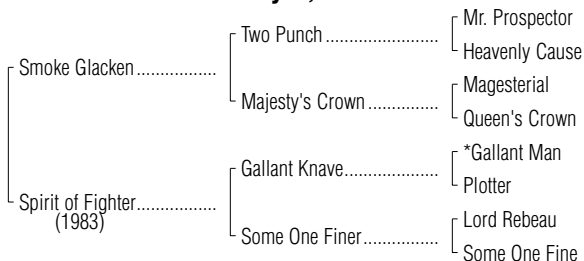 Mr. Prospector
Two Punch
Heavenly Cause
Smoke Glacken
Magesterial
Majesty's Crown
Queen's Crown
*Gallant Man
Gallant Knave
Plotter
Spirit of Fighter
(1983)
Lord Rebeau
Some One Finer
Some One Fine